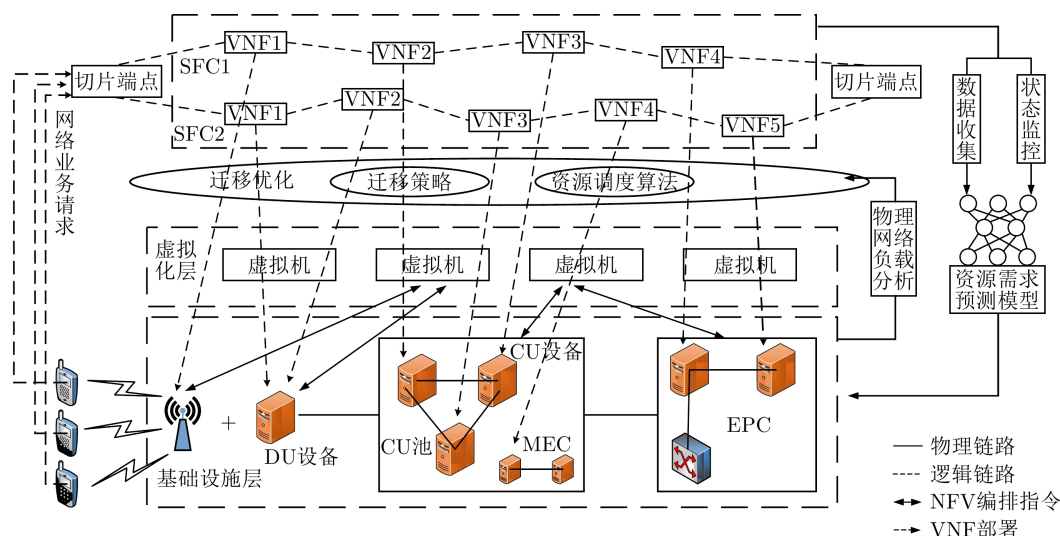 VNF1
VNF2
VNF3
VNF4
SFC1
切片端点
切片端点
VNF1
VNF2
VNF3
VNF4
VNF5
SFC2
数据收集
状态监控
网络业务请求
迁移优化
迁移策略
资源调度算法
物理
网络
负载
分析
虚拟
化层
虚拟机
虚拟机
虚拟机
虚拟机
资源需求
预测模型
CU设备
+
DU设备
CU池
MEC
EPC
基础设施层
物理链路
逻辑链路
NFV编排指令
VNF部署